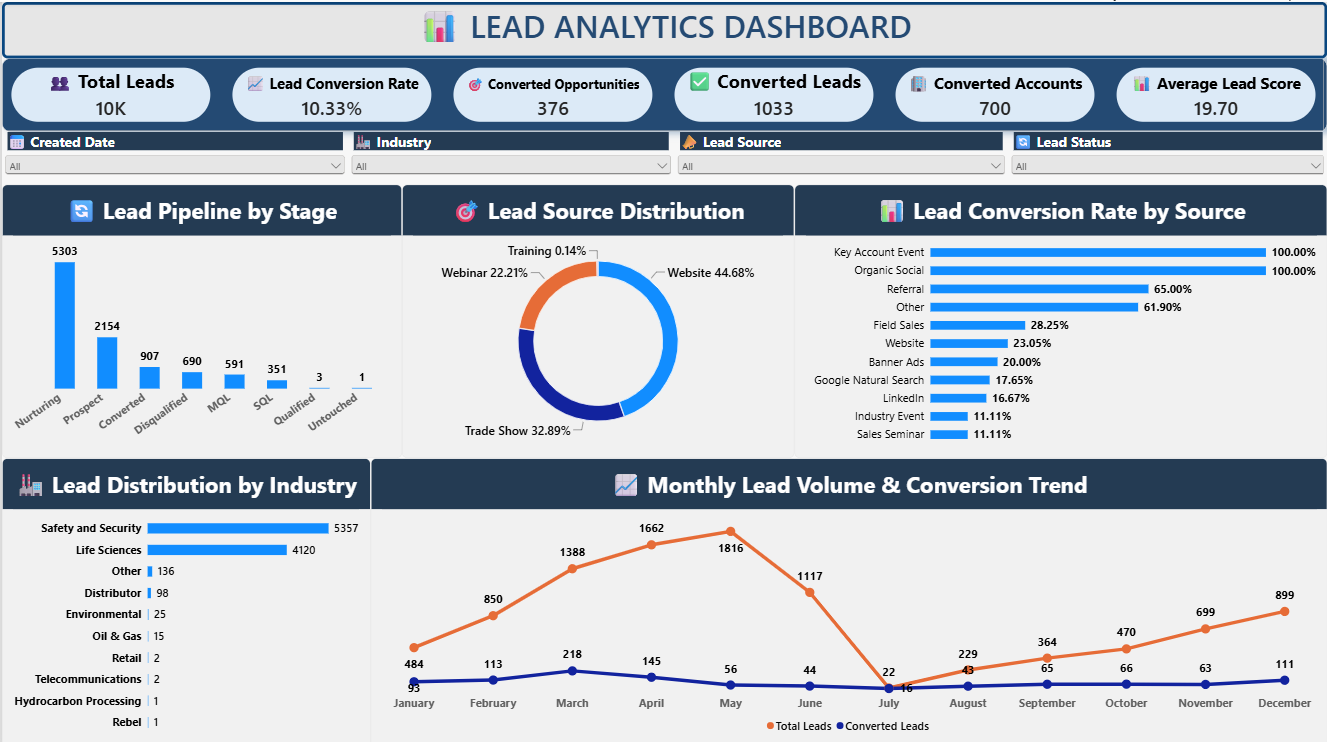 LEAD ANALYTICS DASHBOARD
Total Leads
10K
Lead Conversion Rate
10.33%
Converted Opportunities
376
Converted Leads
1033
Converted Accounts
700
Average Lead Score
19.70
Created Date
All
Industry
All
Lead Source
All
Lead Status
All
Lead Pipeline by Stage
5303
2154
907
690
591
351
3
1
Nurturing
Prospect
Converted
Disqualified
MQL
SQL
Qualified
Untouched
Lead Source Distribution
Training 0.14%
Webinar 22.21%
Website 44.68%
Trade Show 32.89%
Lead Conversion Rate by Source
Key Account Event 100.00%
Organic Social 100.00%
Referral 65.00%
Other 61.90%
Field Sales 28.25%
Website 23.05%
Banner Ads 20.00%
Google Natural Search 17.65%
LinkedIn 16.67%
Industry Event 11.11%
Sales Seminar 11.11%
Lead Distribution by Industry
Safety and Security 5357
Life Sciences 4120
Other 136
Distributor 98
Environmental 25
Oil & Gas 15
Retail 2
Telecommunications 2
Hydrocarbon Processing 1
Rebel 1
Monthly Lead Volume & Conversion Trend
484
850
1388
1662
1816
1117
22
229
364
470
699
899
93
113
218
145
56
44
16
43
65
66
63
111
January
February
March
April
May
June
July
August
September
October
November
December
Total Leads
Converted Leads